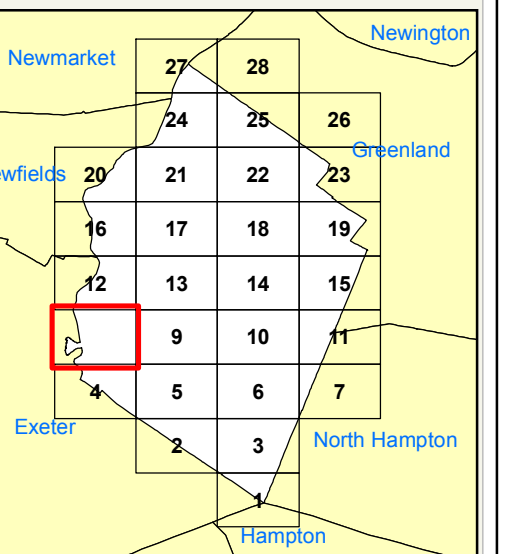 Newington
Newmarket
27 28
24 25 26
Greenland
ewfields 20 21 22 23
16 17 18 19
12 13 14 15
9 10 11
4 5 6 7
Exeter
2 3 North Hampton
1
Hampton